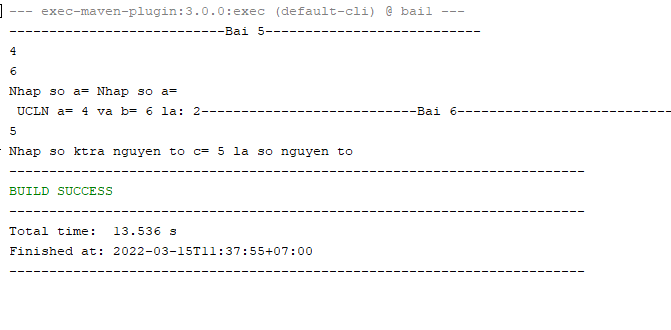 --- exec-maven-plugin:3.0.0:exec (default-cli) @ bai1 ---
---------------------------Bai 5---------------------------
4
6
Nhap so a= Nhap so a=
 UCLN a= 4 va b= 6 la: 2---------------------------Bai 6---------------------------
5
Nhap so ktra nguyen to c= 5 la so nguyen to
------------------------------------------------------------------------
BUILD SUCCESS
------------------------------------------------------------------------
Total time:  13.536 s
Finished at: 2022-03-15T11:37:55+07:00
------------------------------------------------------------------------